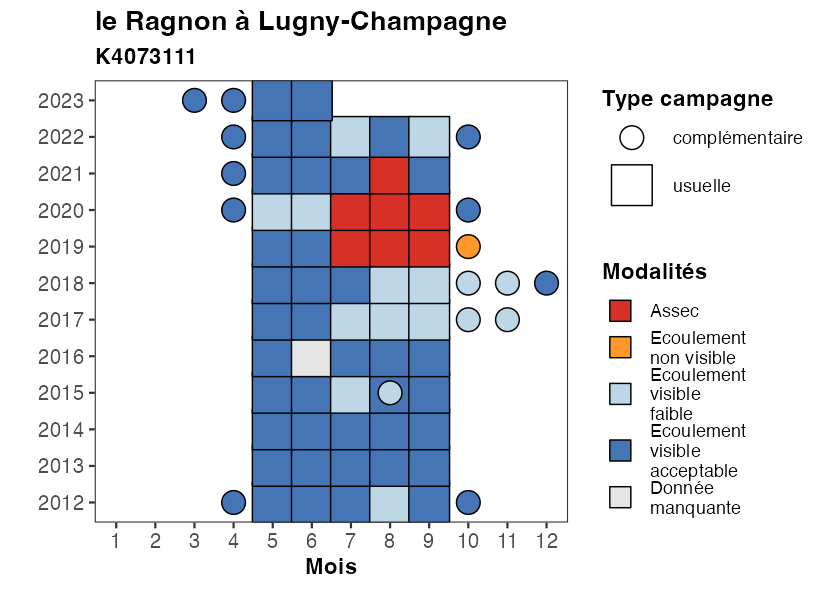 le Ragnon à Lugny-Champagne
K4073111
2023
2022
2021
2020
2019
2018
2017
2016
2015
2014
2013
2012
1 2 3 4 5 6 7 8 9 10 11 12
Mois
Type campagne
complémentaire
usuelle
Modalités
Assec
Ecoulement
non visible
Ecoulement
visible
faible
Ecoulement
visible
acceptable
Donnée
manquante